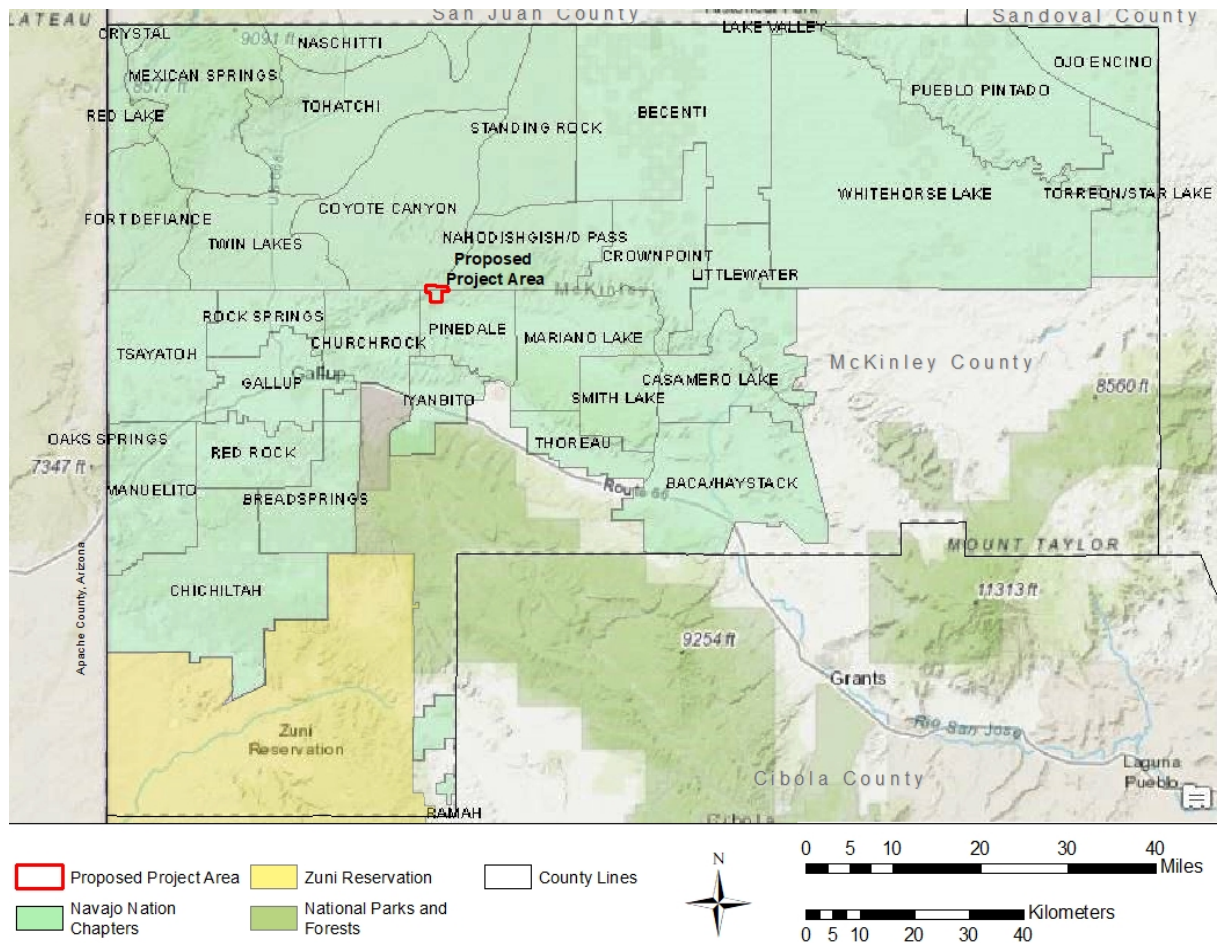 LATEAU
San Juan County
Sandoval County
CRYSTAL
9091 ft
NASCHITTI
LAKE VALLEY
OJO ENCINO
MEXICAN SPRINGS
8577 ft
PUEBLO PINTADO
RED LAKE
TOHATCHI
BECENTI
STANDING ROCK
WHITEHORSE LAKE
TORREON/STAR LAKE
FORT DEFIANCE
COYOTE CANYON
TWIN LAKES
NAHODISHGISH/D PASS
CROWNPOINT
Proposed
Project Area
LITTLEWATER
McKinley
ROCK SPRINGS
CHURCHROCK
PINEDALE
MARIANO LAKE
TSAYATOH
McKinley County
Gallup
GALLUP
CASAMERO LAKE
8560 ft
IYANBITO
SMITH LAKE
OAKS SPRINGS
THOREAU
RED ROCK
7347 ft
MANUELITO
BREADSPRINGS
Route 66
BACA/HAYSTACK
MOUNT TAYLOR
Apache County, Arizona
CHICHILTAH
11313 ft
9254 ft
Grants
Zuni
Reservation
Rio San Jose
Laguna
Pueblo
Cibola County
RAMAH
Cibola
0 5 10 20 30 40
Miles
N
Proposed Project Area
Zuni Reservation
County Lines
Navajo Nation
Chapters
National Parks and
Forests
Kilometers
0 5 10 20 30 40